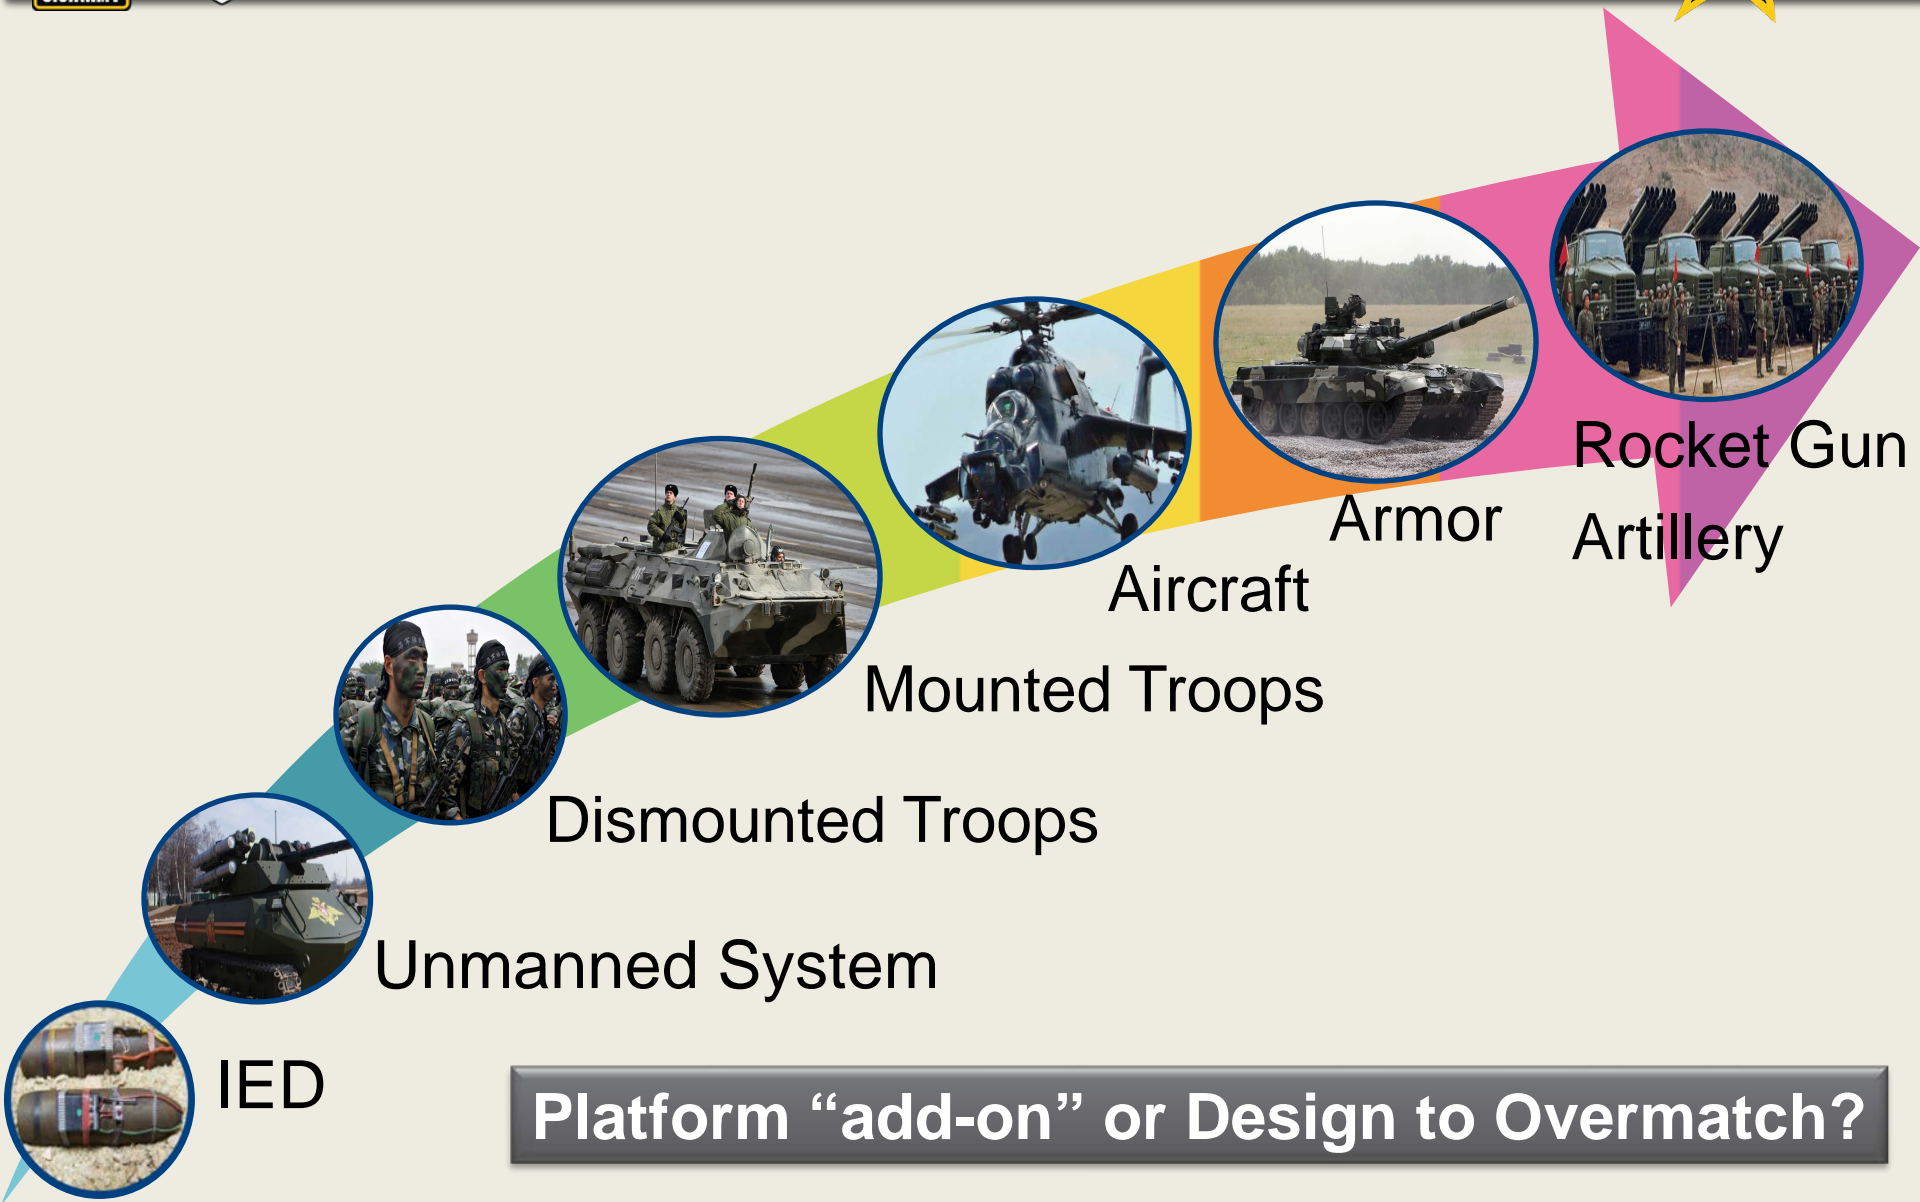 Rocket Gun
Artillery
Armor
Aircraft
Mounted Troops
Dismounted Troops
Unmanned System
IED
Platform “add-on” or Design to Overmatch?